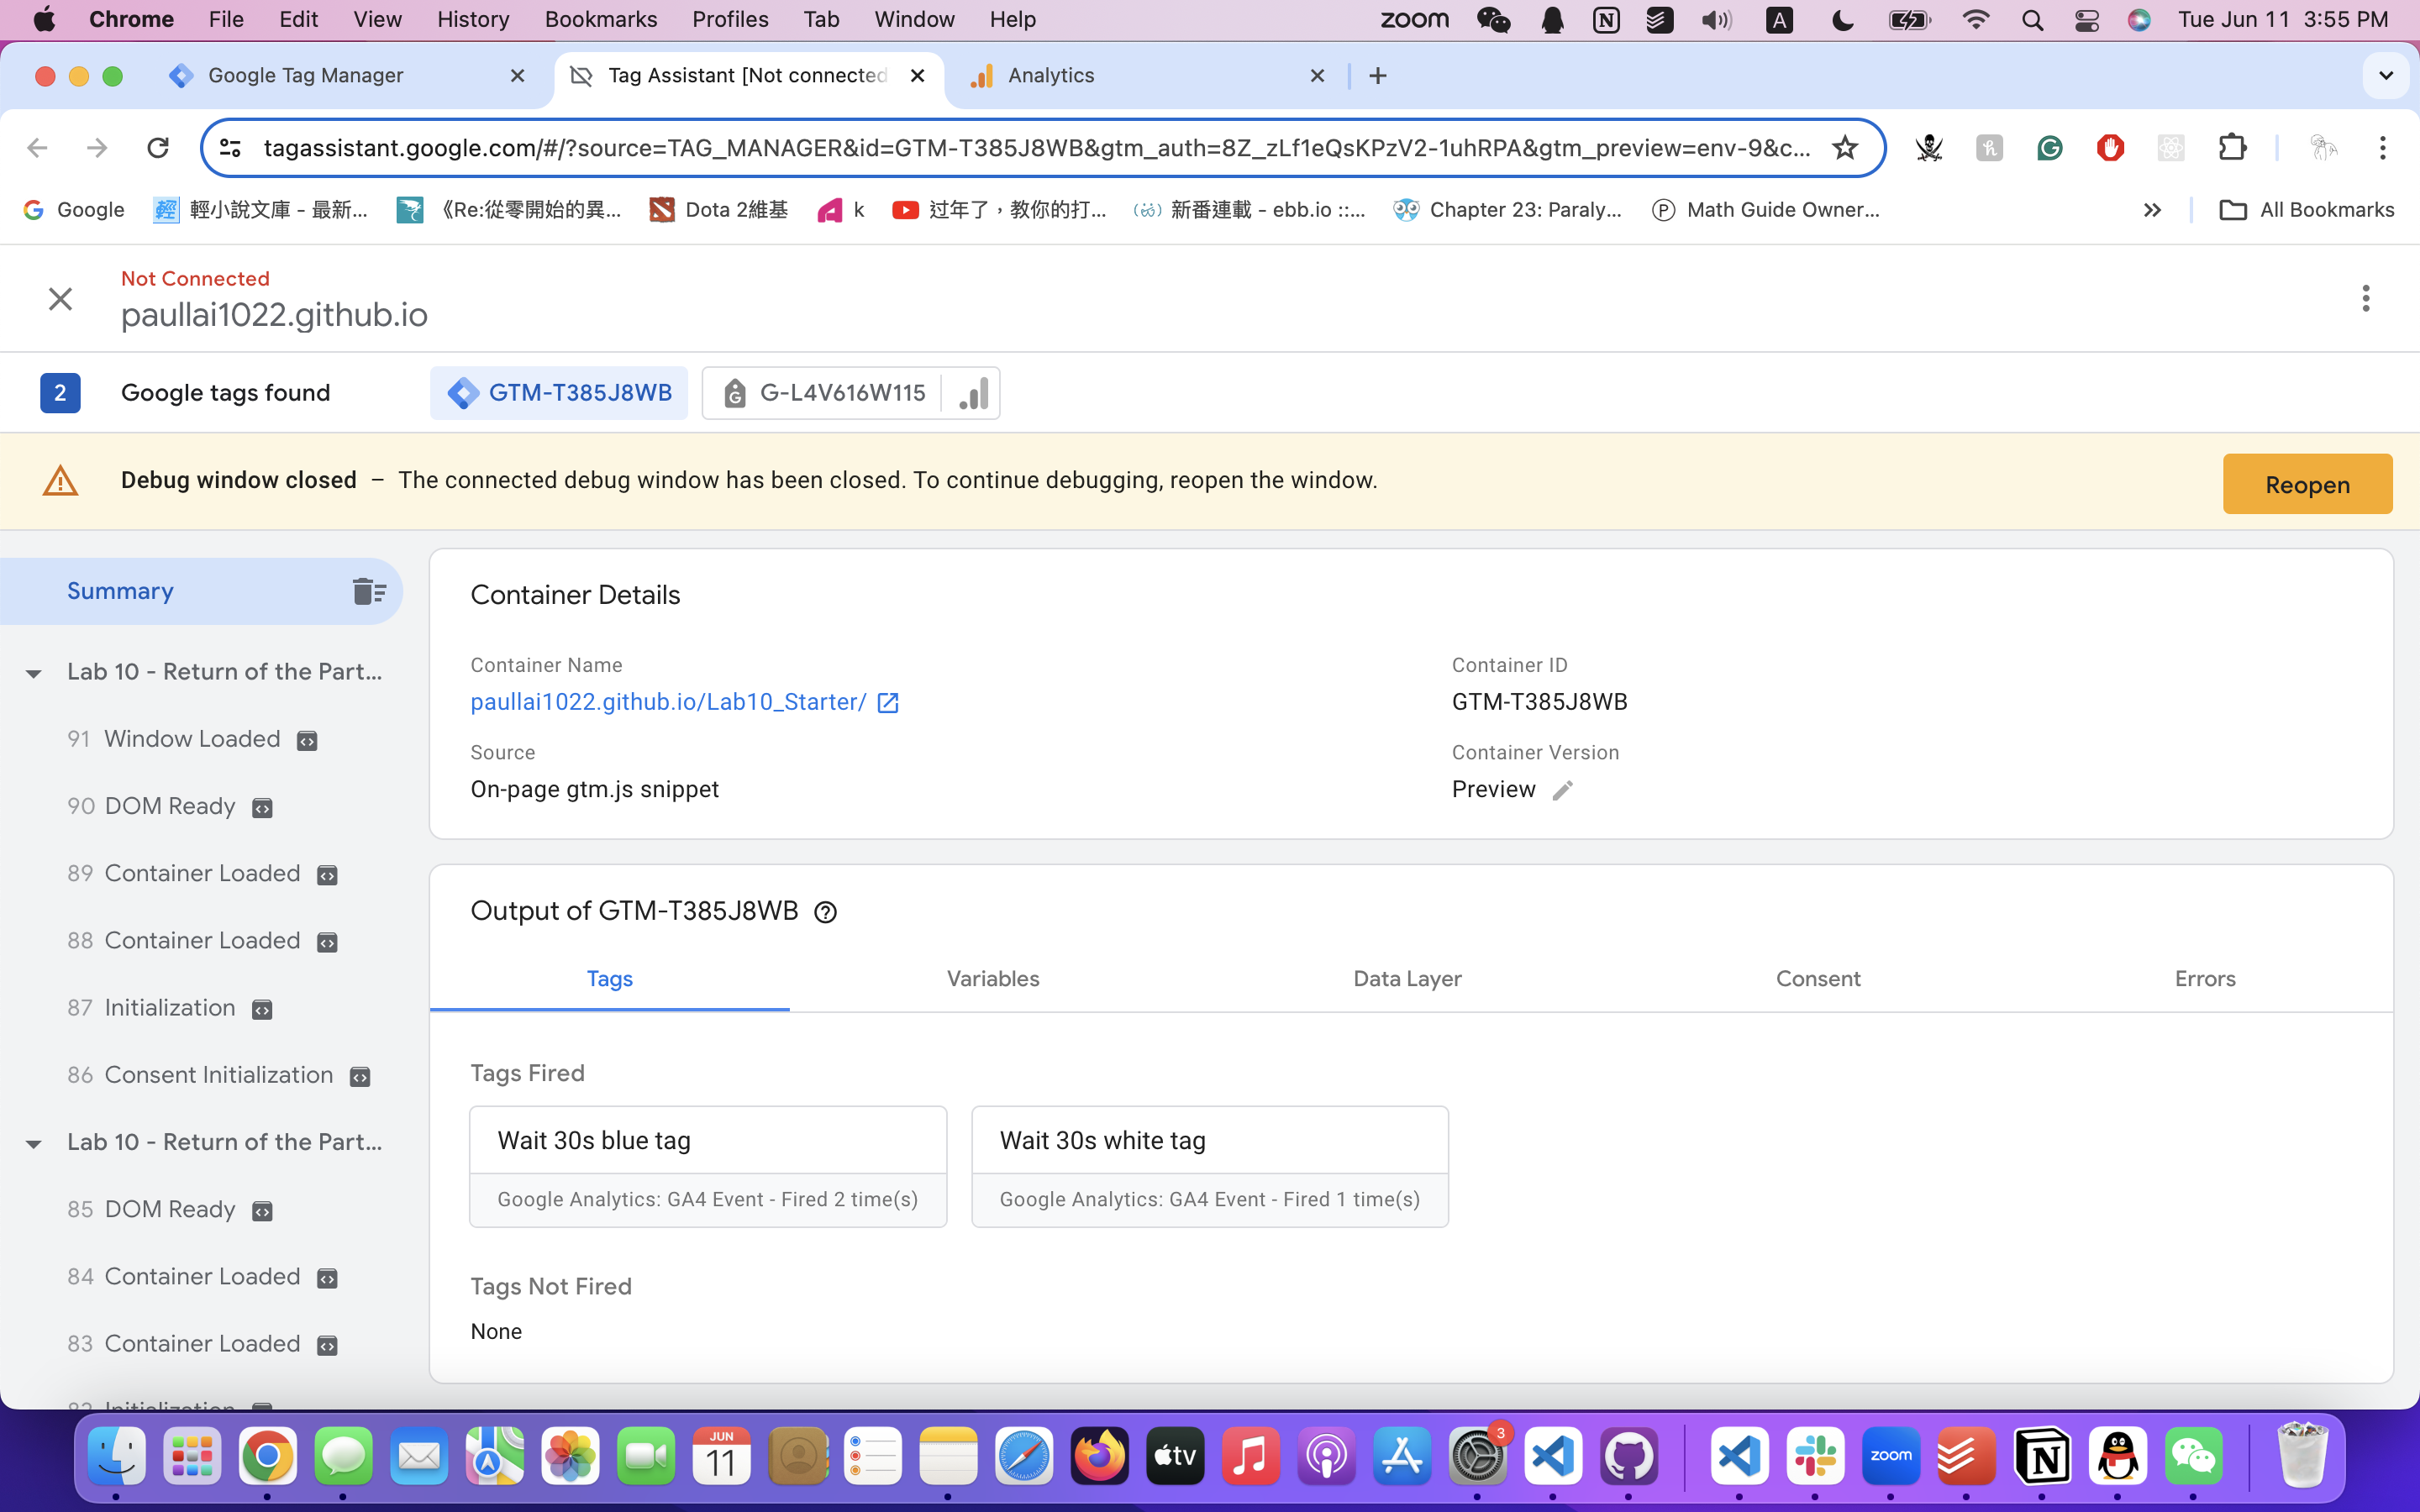 Chrome File Edit View History Bookmarks Profiles Tab Window Help zoom N A Tue Jun 11 3:55 PM
Google Tag Manager Tag Assistant [Not connected Analytics
tagassistant.google.com/#/?source=TAG_MANAGER&id=GTM-T385J8WB&gtm_auth=8Z_zLf1eQsKPzV2-1uhRPA&gtm_preview=env-9&c...
Google 輕小說文庫 - 最新... 《Re:從零開始的異... Dota 2維基 k 过年了，教你的打... 新番連載 - ebb.io ::... Chapter 23: Paraly... Math Guide Owner... All Bookmarks
Not Connected
paullai1022.github.io
2 Google tags found GTM-T385J8WB G-L4V616W115
Debug window closed – The connected debug window has been closed. To continue debugging, reopen the window.
Reopen
Summary
Lab 10 - Return of the Part...
91 Window Loaded
90 DOM Ready
89 Container Loaded
88 Container Loaded
87 Initialization
86 Consent Initialization
Lab 10 - Return of the Part...
85 DOM Ready
84 Container Loaded
83 Container Loaded
82 Initialization
Container Details
Container Name
paullai1022.github.io/Lab10_Starter/
Container ID
GTM-T385J8WB
Source
On-page gtm.js snippet
Container Version
Preview
Output of GTM-T385J8WB
Tags Variables Data Layer Consent Errors
Tags Fired
Wait 30s blue tag
Google Analytics: GA4 Event - Fired 2 time(s)
Wait 30s white tag
Google Analytics: GA4 Event - Fired 1 time(s)
Tags Not Fired
None
JUN
11
tv
3
zoom